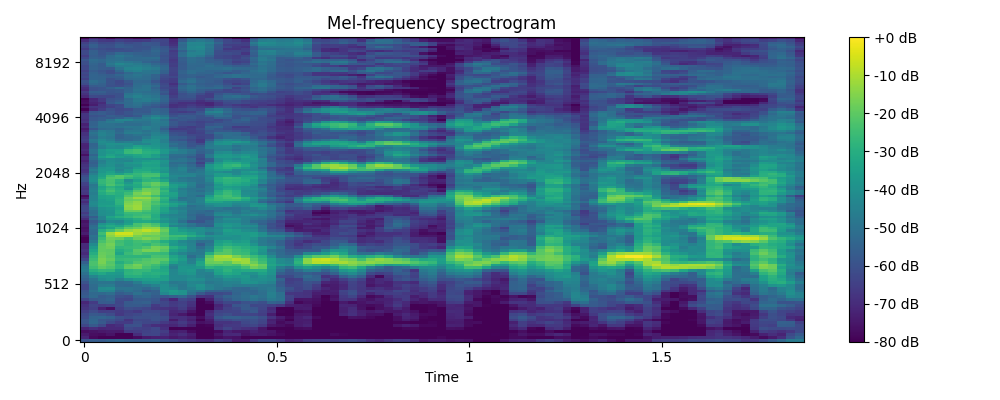 Mel-frequency spectrogram
8192
4096
2048
1024
512
0
Hz
0
0.5
1
1.5
Time
+0 dB
-10 dB
-20 dB
-30 dB
-40 dB
-50 dB
-60 dB
-70 dB
-80 dB